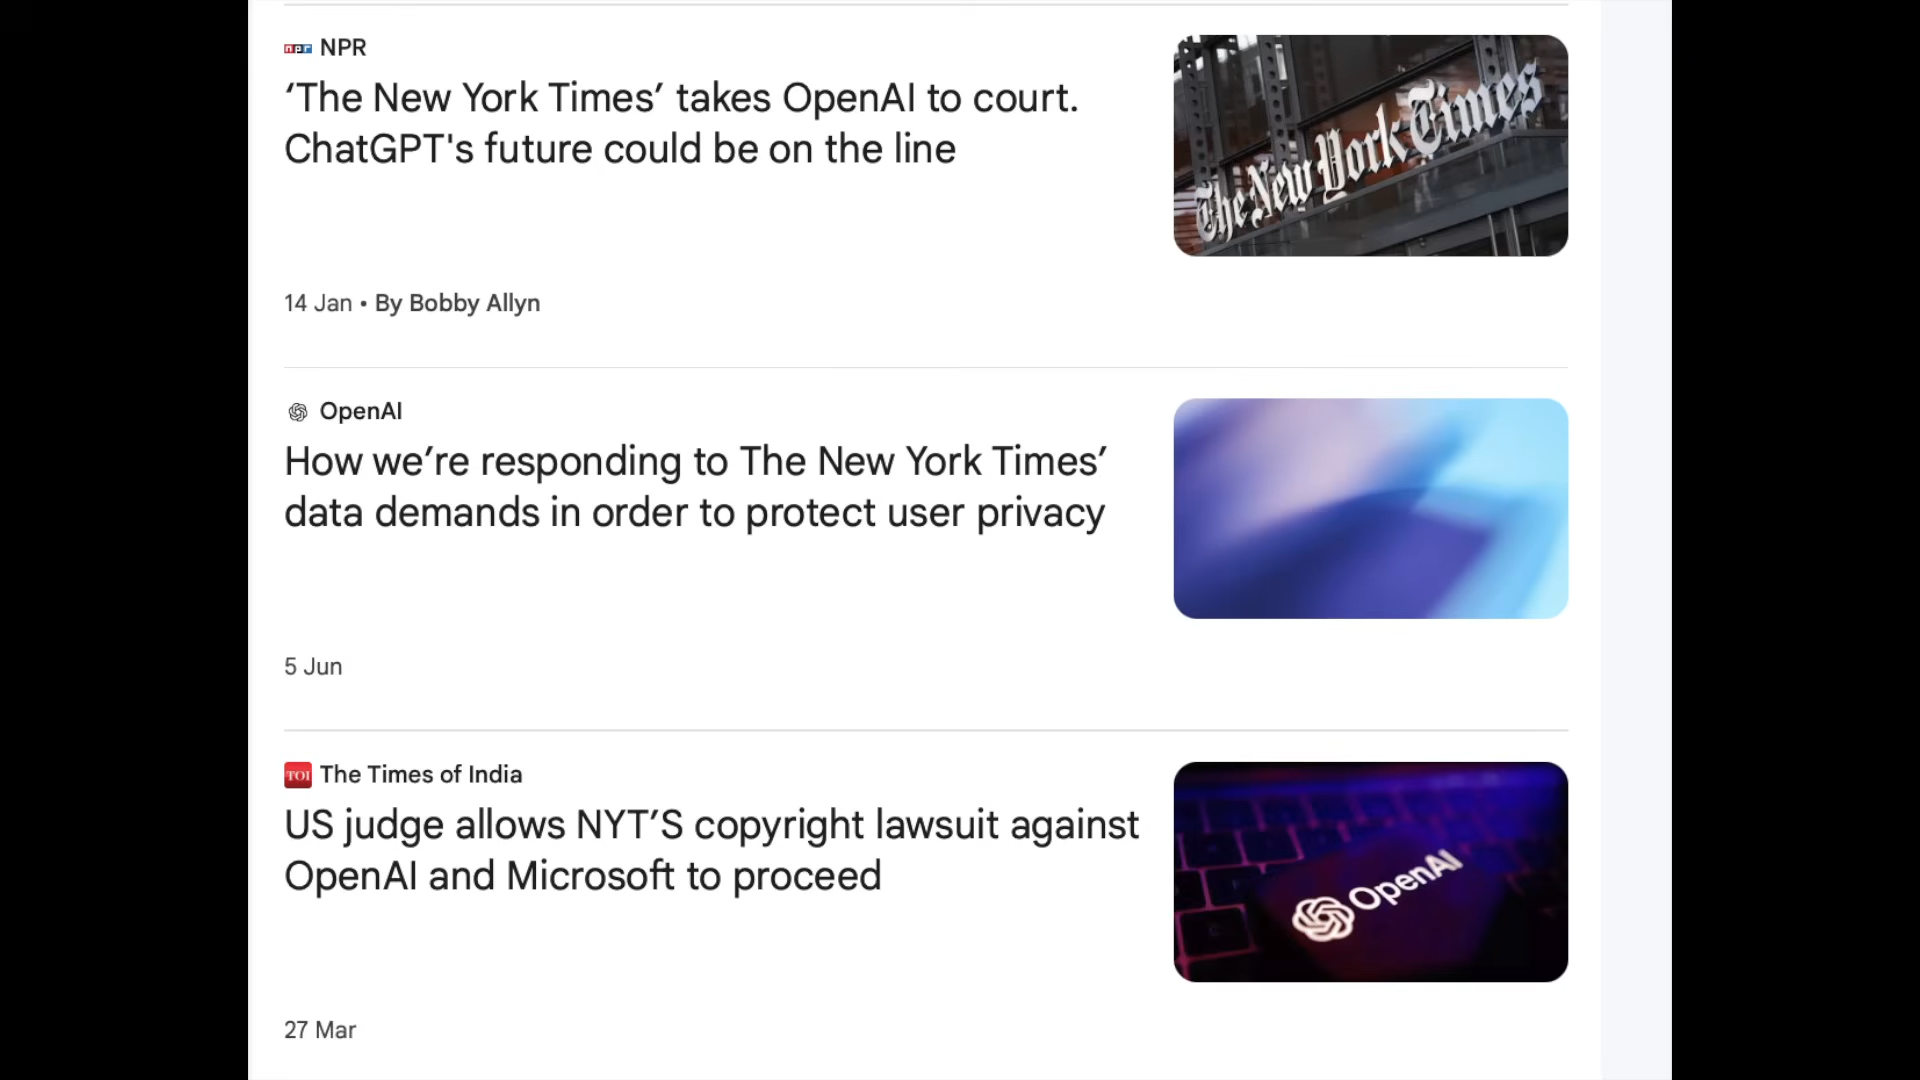 npr NPR
‘The New York Times’ takes OpenAI to court.
ChatGPT's future could be on the line
The New York Times
14 Jan • By Bobby Allyn
OpenAI
How we’re responding to The New York Times’
data demands in order to protect user privacy
5 Jun
TOI The Times of India
US judge allows NYT’S copyright lawsuit against
OpenAI and Microsoft to proceed
OpenAI
27 Mar